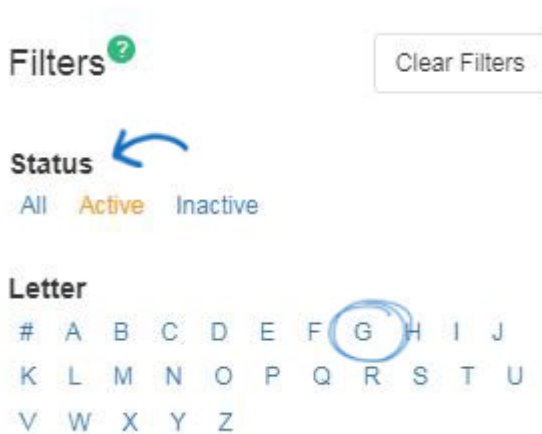 Filters ?
Clear Filters
Status
All Active Inactive
Letter
# A B C D E F G H I J
K L M N O P Q R S T U
V W X Y Z